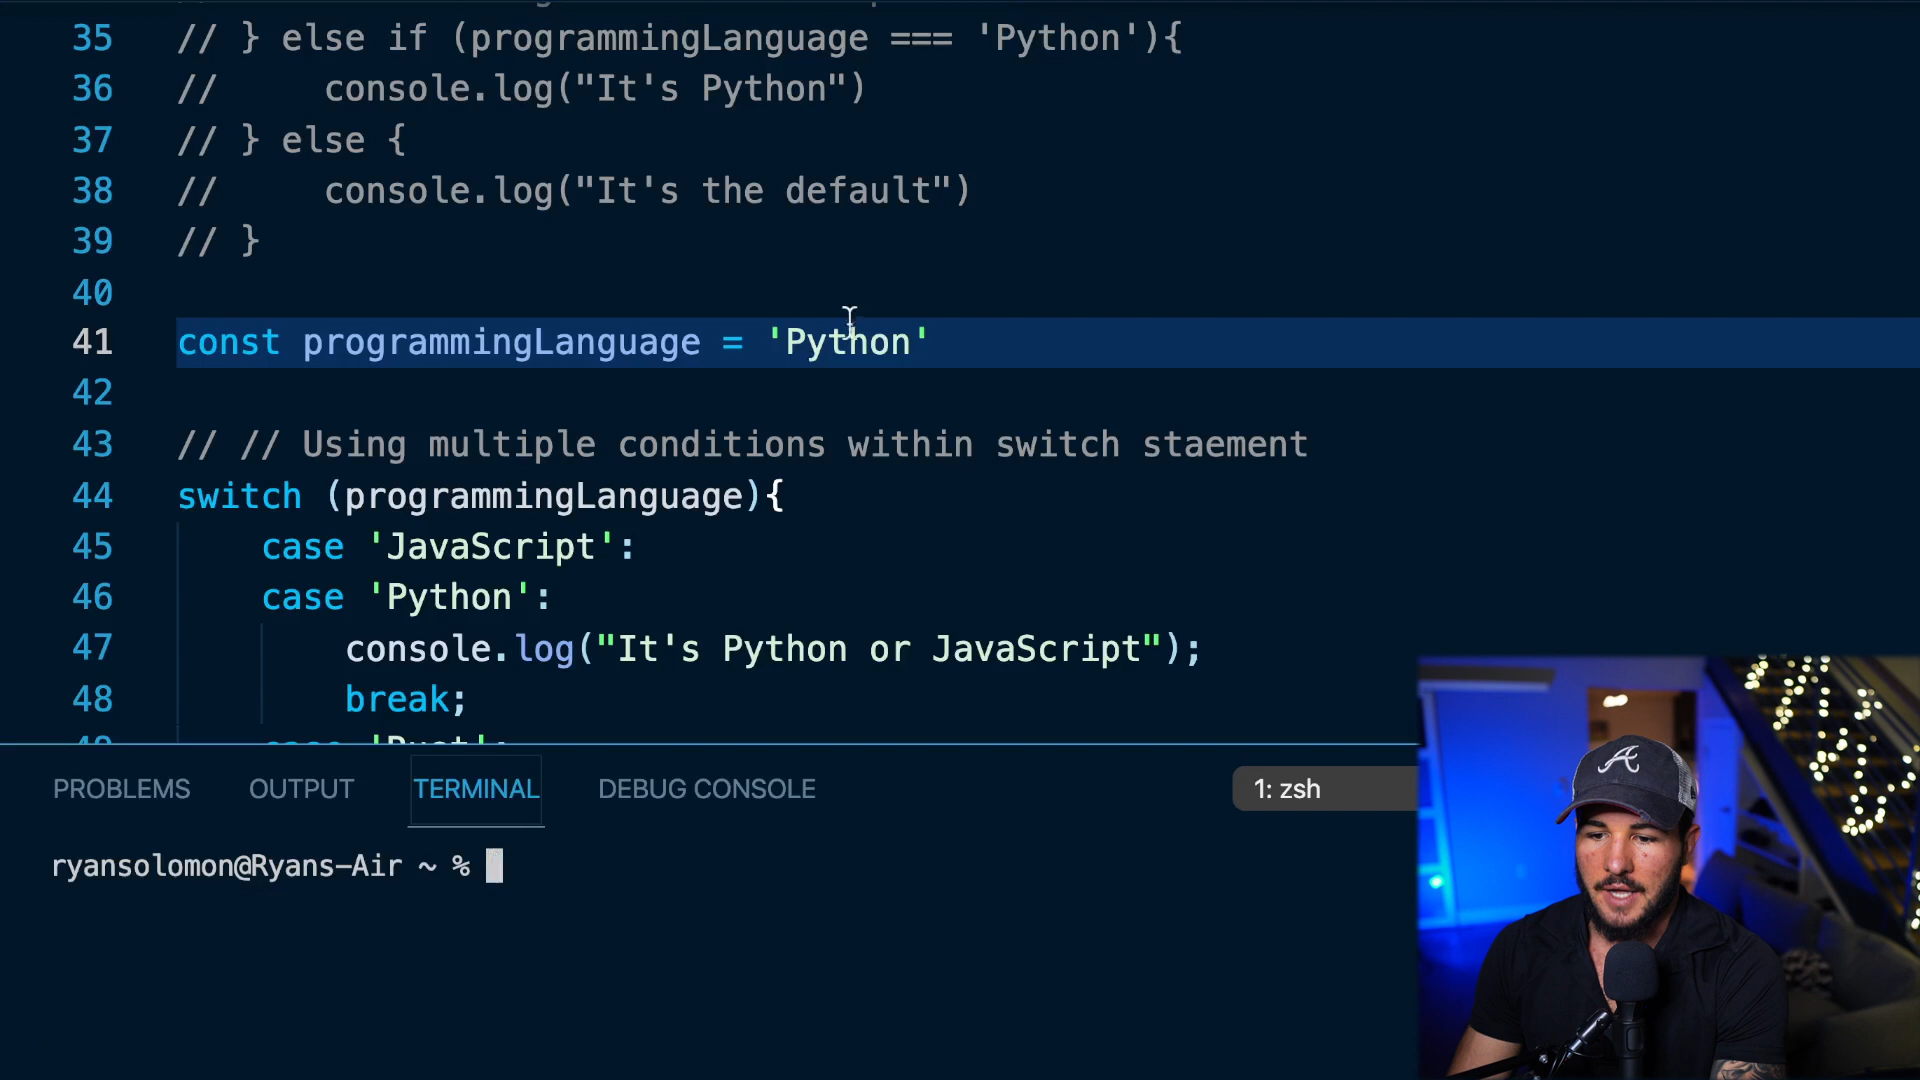 35 // } else if (programmingLanguage === 'Python'){
36 //     console.log("It's Python")
37 // } else {
38 //     console.log("It's the default")
39 // }
40
41 const programmingLanguage = 'Python'
42
43 // // Using multiple conditions within switch staement
44 switch (programmingLanguage){
45     case 'JavaScript':
46     case 'Python':
47         console.log("It's Python or JavaScript");
48         break;
PROBLEMS OUTPUT TERMINAL DEBUG CONSOLE 1: zsh
ryansolomon@Ryans-Air ~ %
A